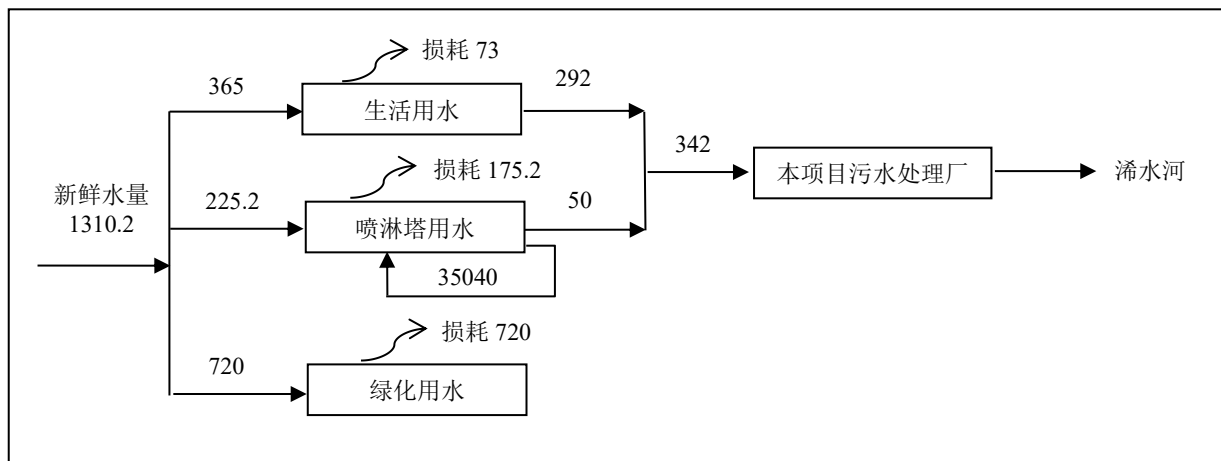 损耗 73
365
生活用水
292
损耗 175.2
342
本项目污水处理厂
浠水河
新鲜水量
1310.2
225.2
喷淋塔用水
50
35040
损耗 720
720
绿化用水